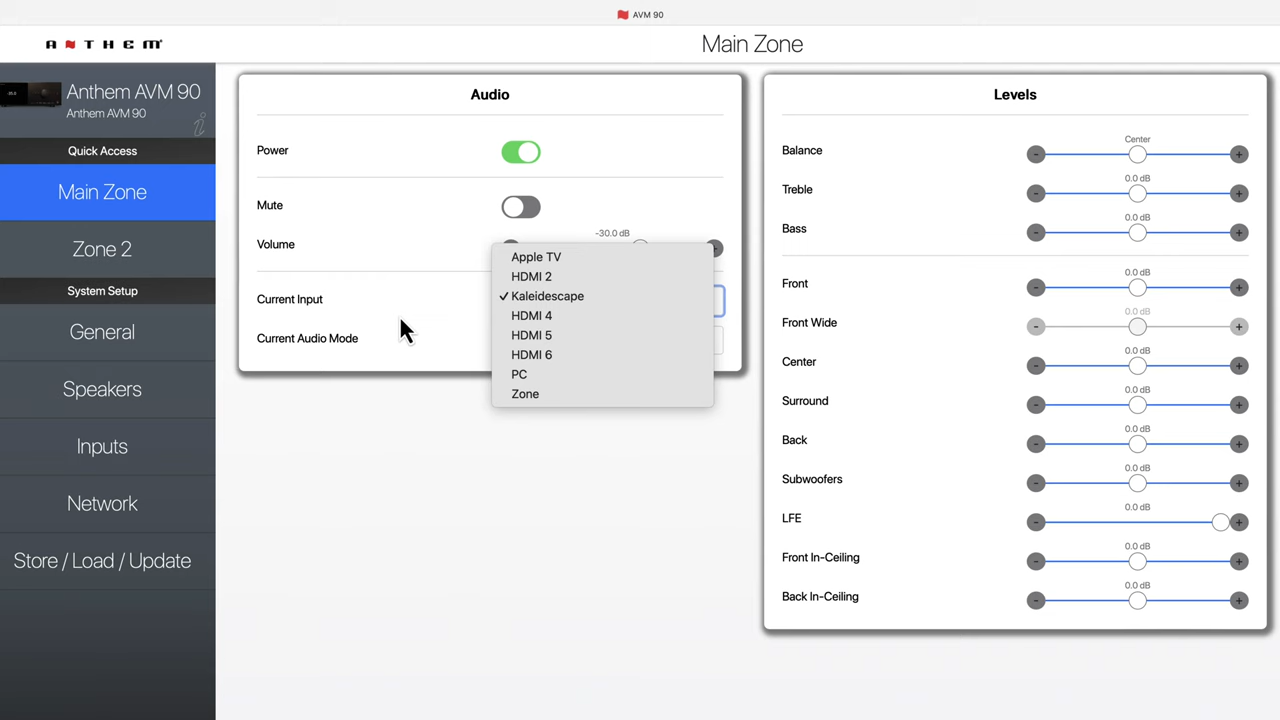 AVM 90
ANTHEM
Main Zone
-35.0
Anthem AVM 90
Anthem AVM 90
i
Quick Access
Main Zone
Zone 2
System Setup
General
Speakers
Inputs
Network
Store / Load / Update
Audio
Power
Mute
Volume
-30.0 dB
Current Input
Current Audio Mode
Apple TV
HDMI 2
✓ Kaleidescape
HDMI 4
HDMI 5
HDMI 6
PC
Zone
Levels
Balance
Center
- +
Treble
0.0 dB
- +
Bass
0.0 dB
- +
Front
0.0 dB
- +
Front Wide
0.0 dB
- +
Center
0.0 dB
- +
Surround
0.0 dB
- +
Back
0.0 dB
- +
Subwoofers
0.0 dB
- +
LFE
0.0 dB
- +
Front In-Ceiling
0.0 dB
- +
Back In-Ceiling
0.0 dB
- +